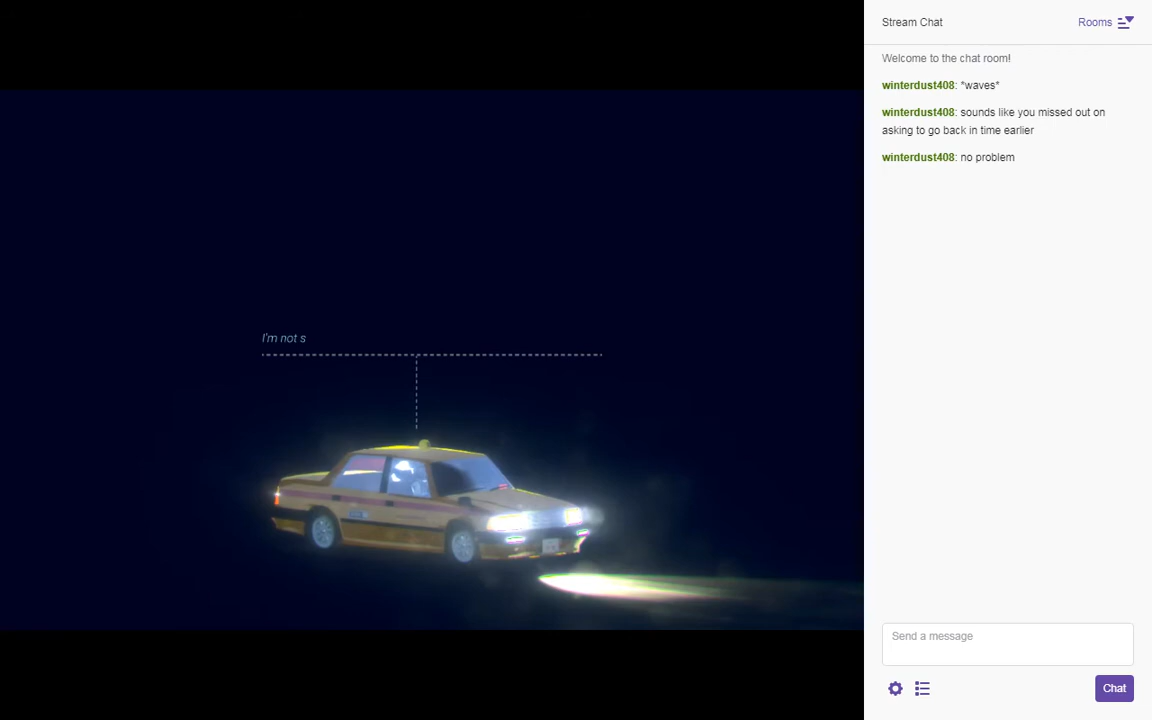 Stream Chat
Rooms
Welcome to the chat room!
winterdust408: *waves*
winterdust408: sounds like you missed out on
asking to go back in time earlier
winterdust408: no problem
I'm not s
Send a message
Chat